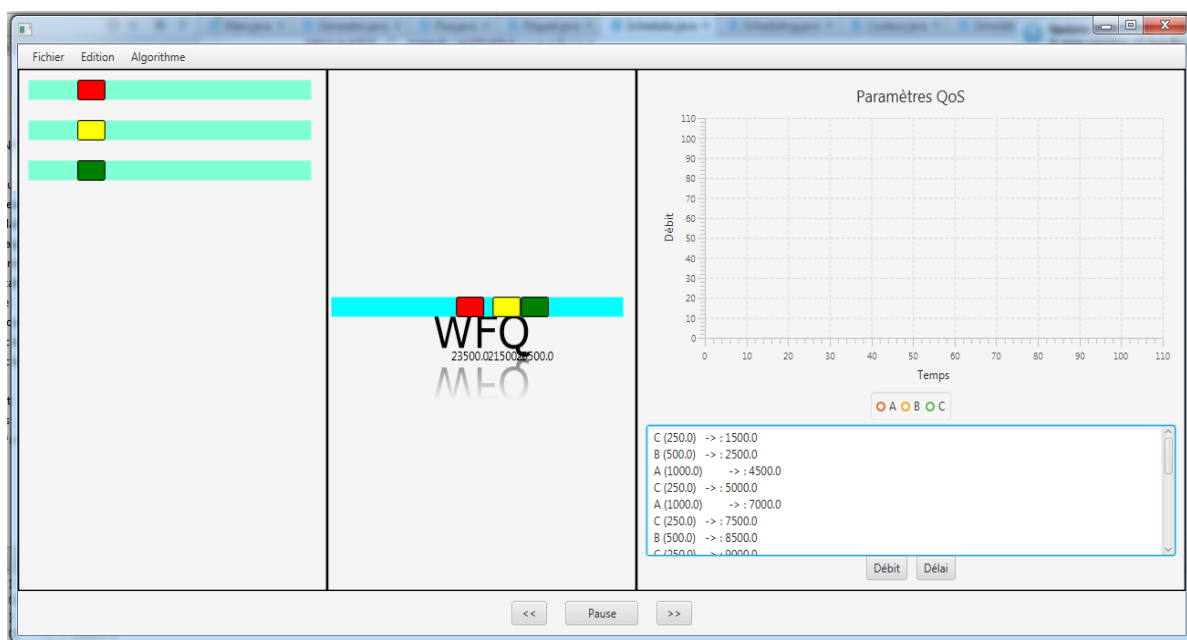 Fichier Edition Algorithme
WFQ
Paramètres QoS
110
100
90
80
70
60
50
40
30
20
10
0
Débit
0 10 20 30 40 50 60 70 80 90 100 110
Temps
A B C
C (250.0) -> : 1500.0
B (500.0) -> : 2500.0
A (1000.0) -> : 4500.0
C (250.0) -> : 5000.0
A (1000.0) -> : 7000.0
C (250.0) -> : 7500.0
B (500.0) -> : 8500.0
C (250.0) -> : 9000.0
Débit Délai
<< Pause >>